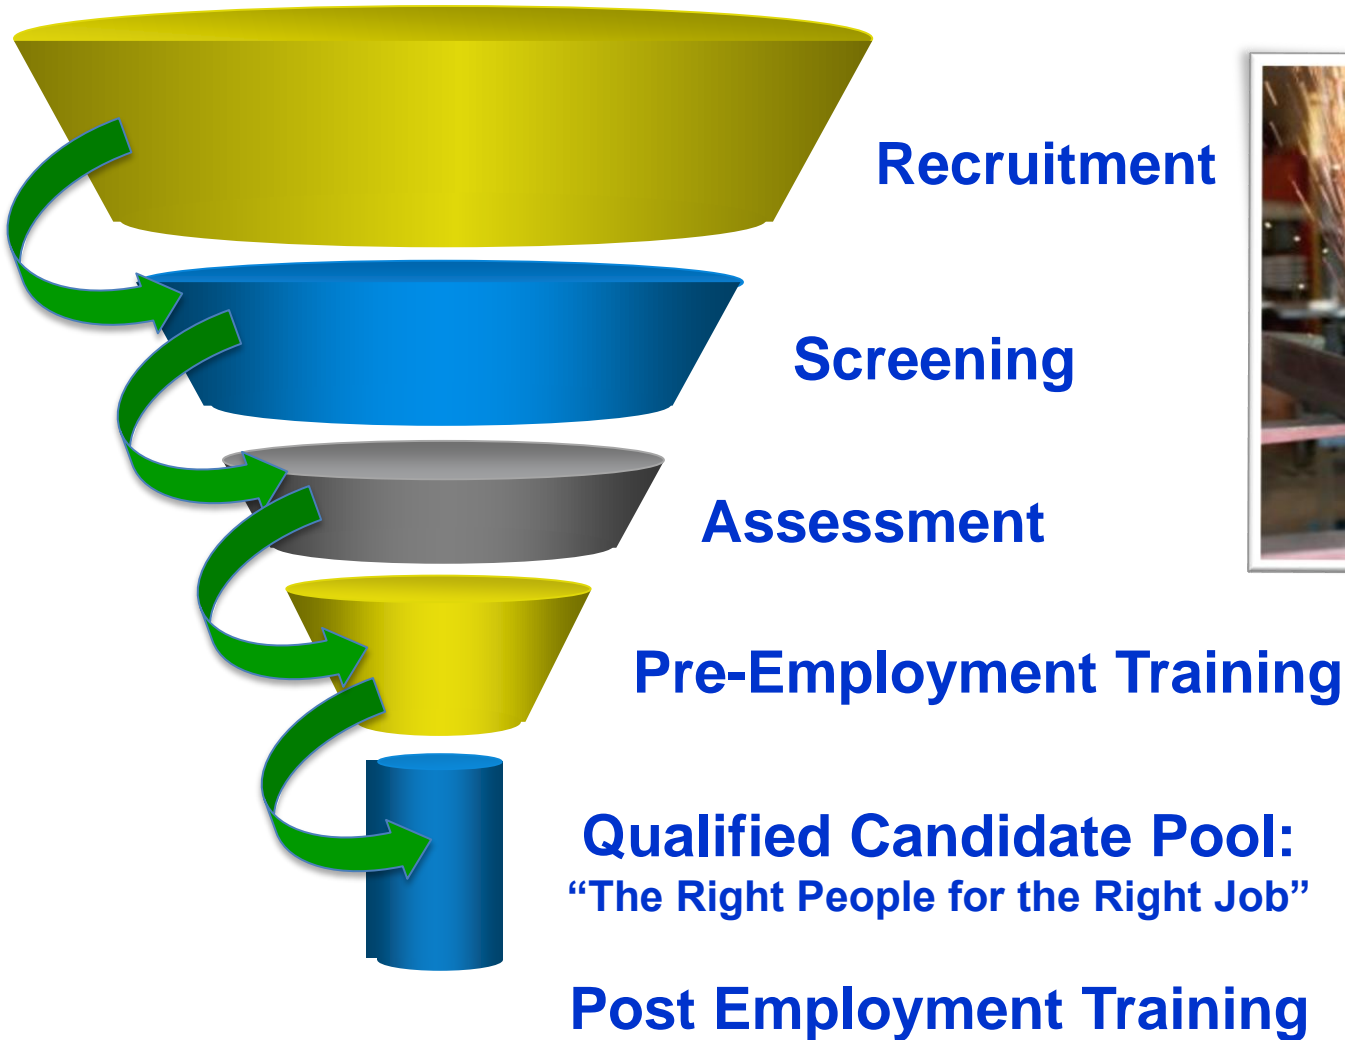 Recruitment
Screening
Assessment
Pre-Employment Training
Qualified Candidate Pool:
“The Right People for the Right Job”
Post Employment Training